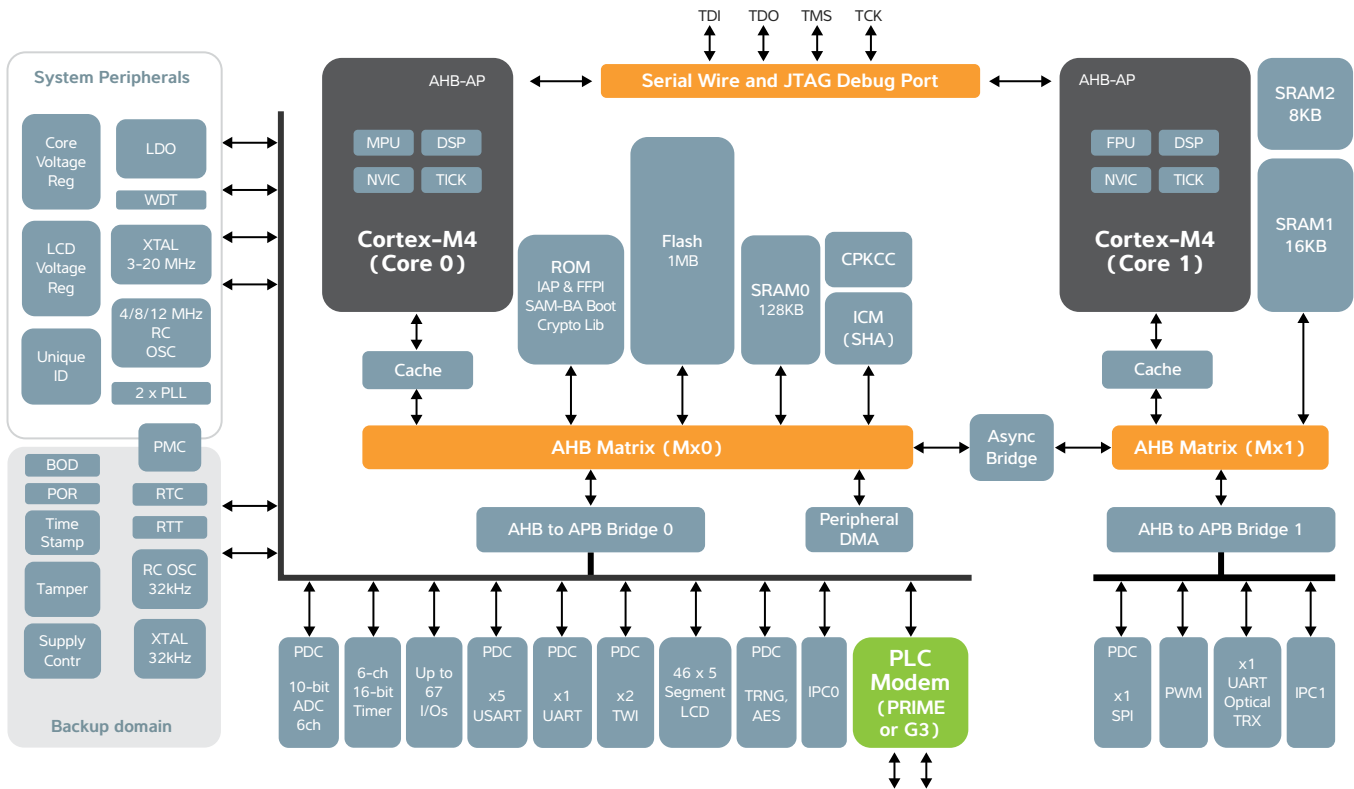 TDI
TDO
TMS
TCK
System Peripherals
Core
Voltage
Reg
LDO
WDT
LCD
Voltage
Reg
XTAL
3-20 MHz
4/8/12 MHz
RC
OSC
Unique
ID
2 x PLL
PMC
BOD
POR
RTC
Time
Stamp
RTT
Tamper
RC OSC
32kHz
Supply
Contr
XTAL
32kHz
Backup domain
AHB-AP
MPU
DSP
NVIC
TICK
Cortex-M4
(Core 0)
Serial Wire and JTAG Debug Port
AHB-AP
FPU
DSP
NVIC
TICK
Cortex-M4
(Core 1)
SRAM2
8KB
SRAM1
16KB
ROM
IAP & FFPI
SAM-BA Boot
Crypto Lib
Flash
1MB
SRAM0
128KB
CPKCC
ICM
(SHA)
Cache
Cache
AHB Matrix (Mx0)
Async
Bridge
AHB Matrix (Mx1)
AHB to APB Bridge 0
Peripheral
DMA
AHB to APB Bridge 1
PDC
10-bit
ADC
6ch
6-ch
16-bit
Timer
Up to
67
I/Os
PDC
x5
USART
PDC
x1
UART
PDC
x2
TWI
46 x 5
Segment
LCD
PDC
TRNG,
AES
IPC0
PLC
Modem
(PRIME
or G3)
PDC
x1
SPI
PWM
x1
UART
Optical
TRX
IPC1